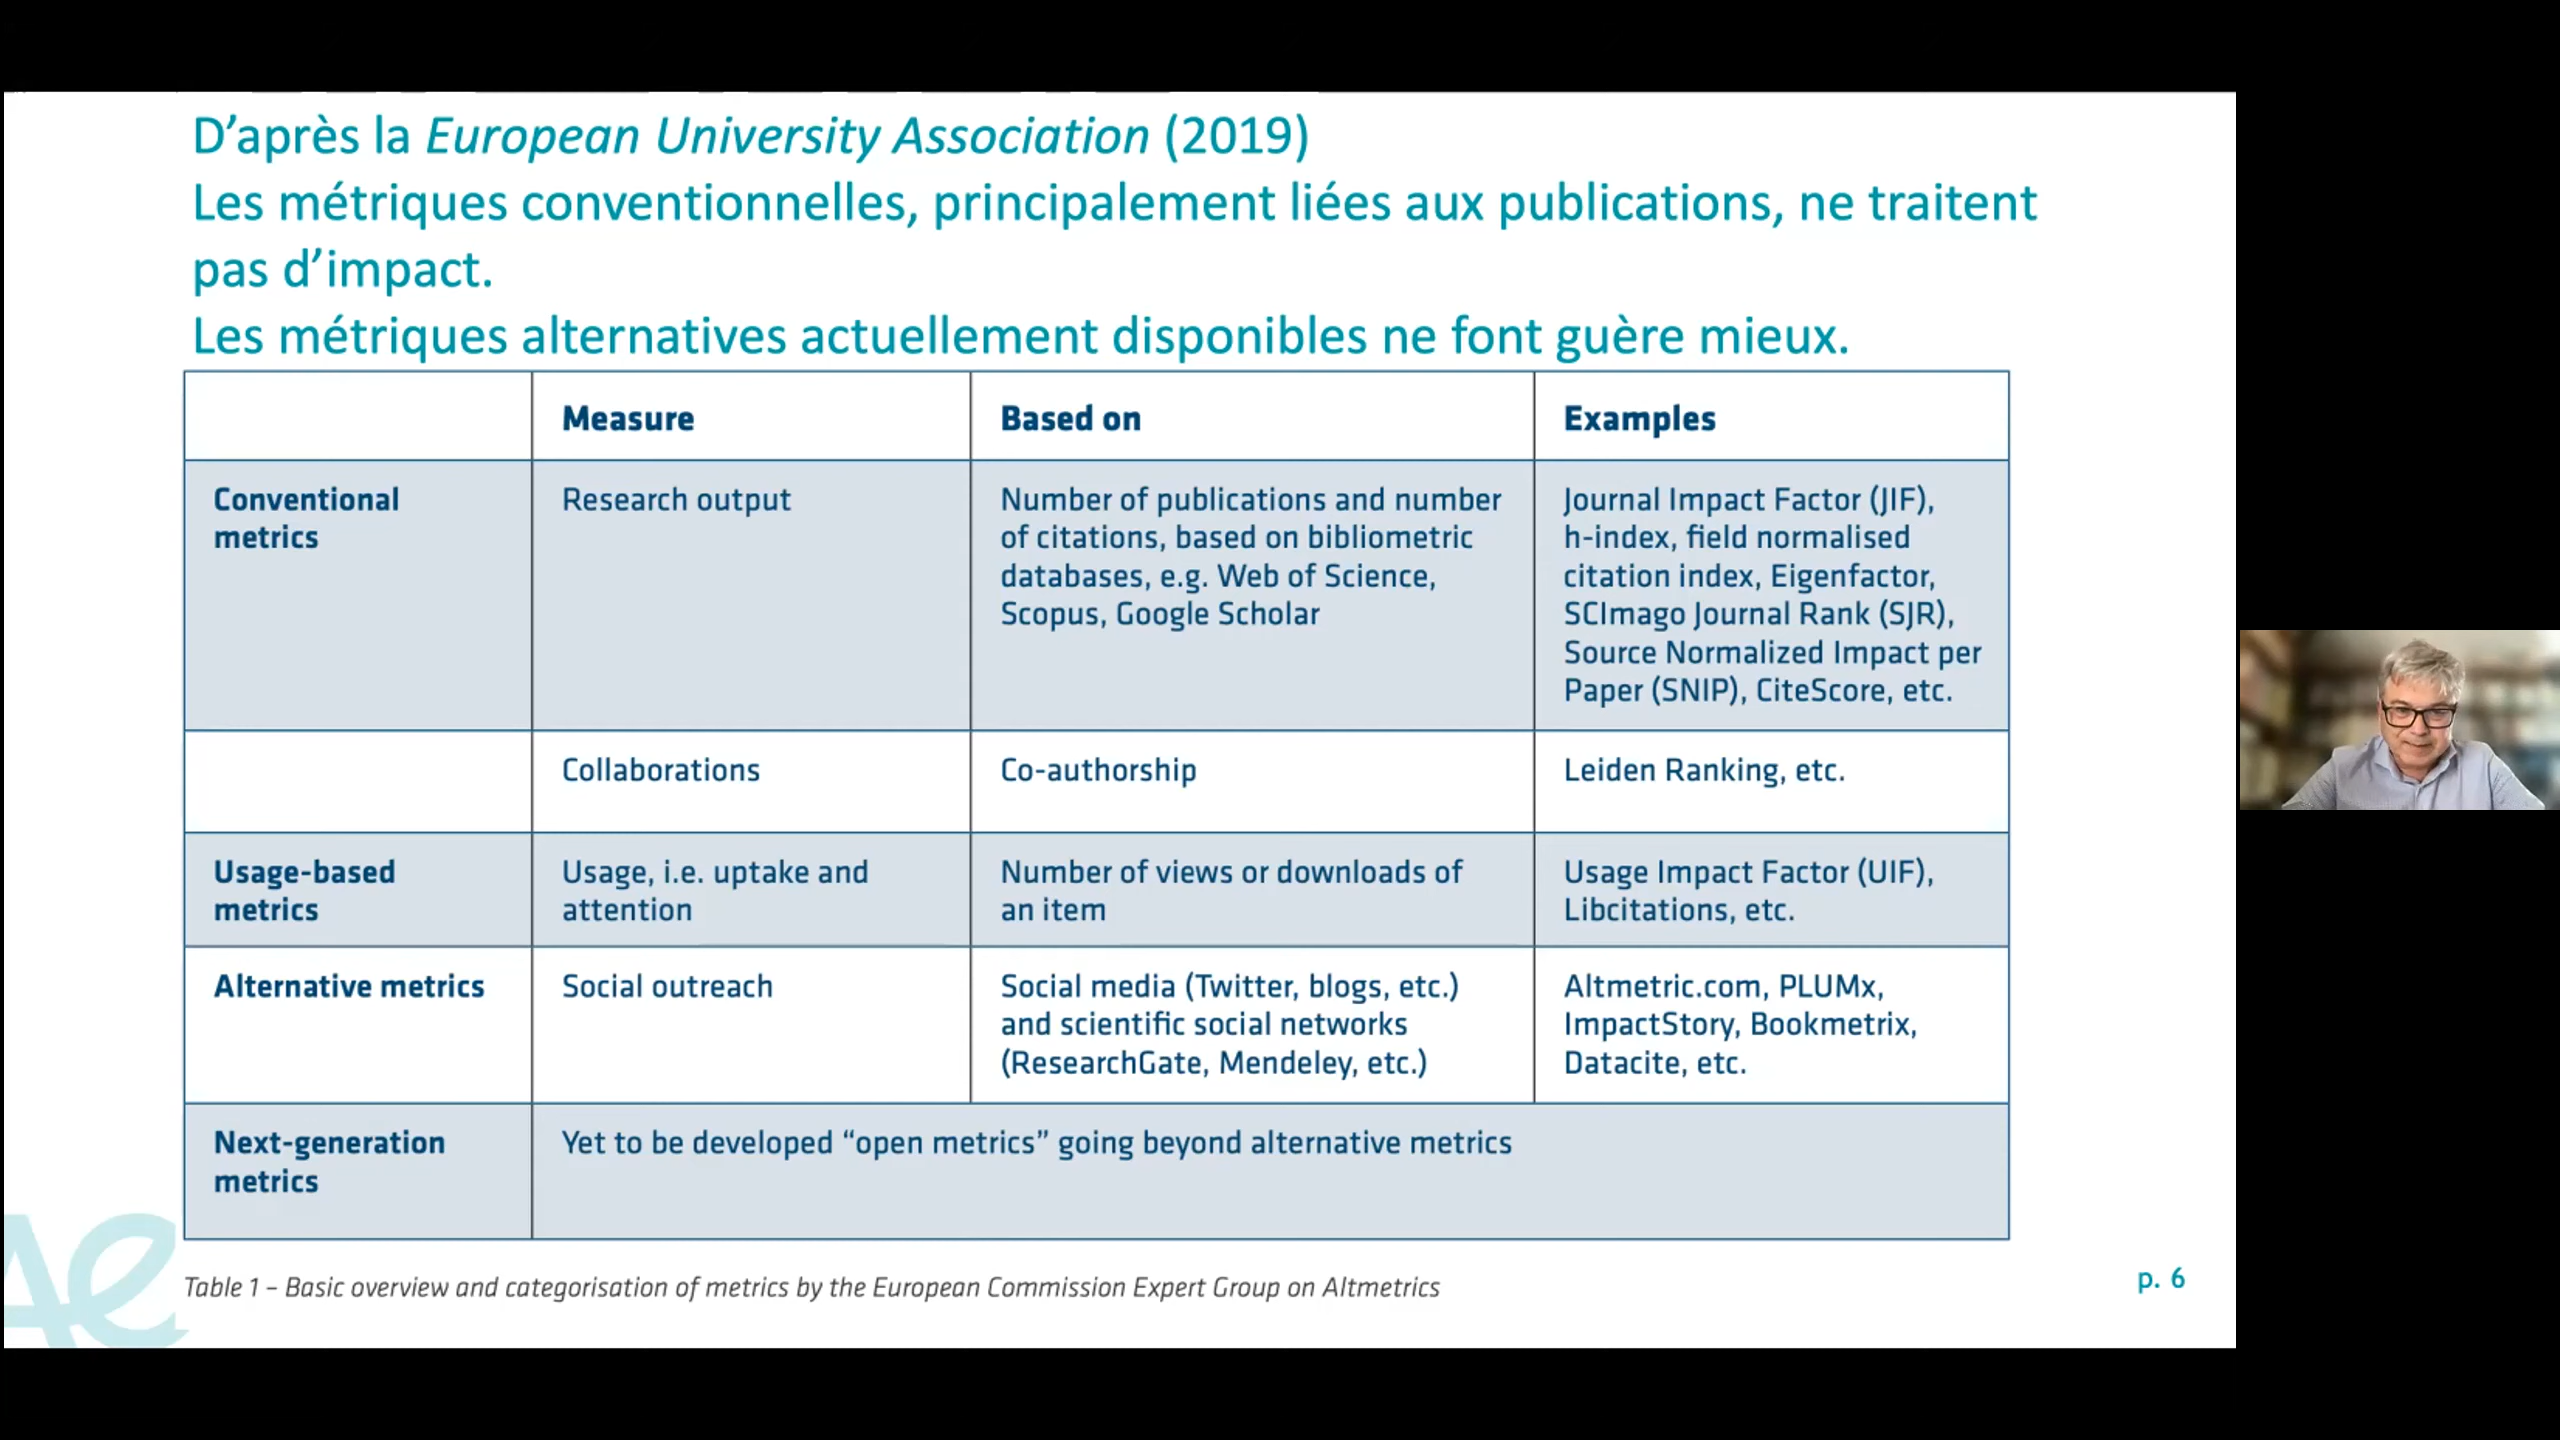 D’après la European University Association (2019)
Les métriques conventionnelles, principalement liées aux publications, ne traitent
pas d’impact.
Les métriques alternatives actuellement disponibles ne font guère mieux.
Measure
Based on
Examples
Conventional
metrics
Research output
Number of publications and number
of citations, based on bibliometric
databases, e.g. Web of Science,
Scopus, Google Scholar
Journal Impact Factor (JIF),
h-index, field normalised
citation index, Eigenfactor,
SCImago Journal Rank (SJR),
Source Normalized Impact per
Paper (SNIP), CiteScore, etc.
Collaborations
Co-authorship
Leiden Ranking, etc.
Usage-based
metrics
Usage, i.e. uptake and
attention
Number of views or downloads of
an item
Usage Impact Factor (UIF),
Libcitations, etc.
Alternative metrics
Social outreach
Social media (Twitter, blogs, etc.)
and scientific social networks
(ResearchGate, Mendeley, etc.)
Altmetric.com, PLUMx,
ImpactStory, Bookmetrix,
Datacite, etc.
Next-generation
metrics
Yet to be developed “open metrics” going beyond alternative metrics
Table 1 – Basic overview and categorisation of metrics by the European Commission Expert Group on Altmetrics
p. 6